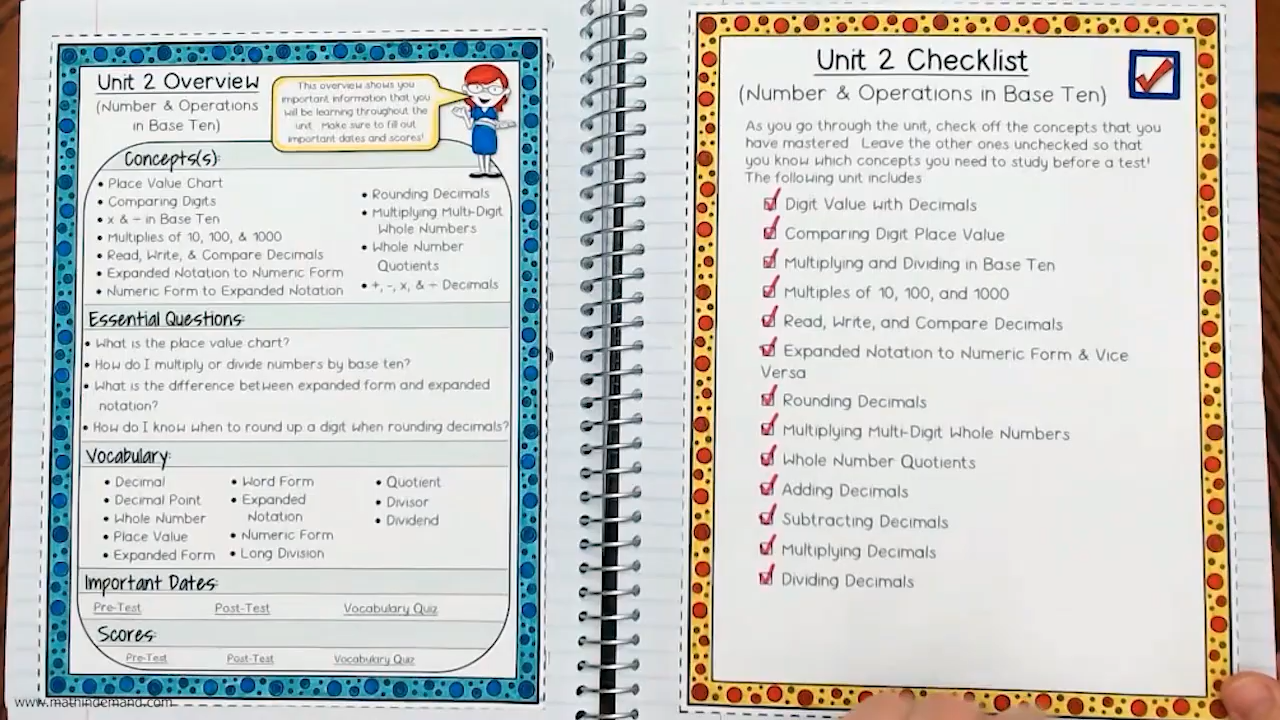 Unit 2 Overview
(Number & Operations
in Base Ten)
This overview shows you
important information that you
will be learning throughout the
unit. Make sure to fill out
important dates and scores!
Concepts(s):
• Place Value Chart
• Comparing Digits
• x & ÷ in Base Ten
• Multiples of 10, 100, & 1000
• Read, Write, & Compare Decimals
• Expanded Notation to Numeric Form
• Numeric Form to Expanded Notation
• Rounding Decimals
• Multiplying Multi-Digit
Whole Numbers
• Whole Number
Quotients
• +, -, x, & ÷ Decimals
Essential Questions:
• What is the place value chart?
• How do I multiply or divide numbers by base ten?
• What is the difference between expanded form and expanded
notation?
• How do I know when to round up a digit when rounding decimals?
Vocabulary:
• Decimal
• Decimal Point
• Whole Number
• Place Value
• Expanded Form
• Word Form
• Expanded
Notation
• Numeric Form
• Long Division
• Quotient
• Divisor
• Dividend
Important Dates:
Pre-Test Post-Test Vocabulary Quiz
Scores:
Pre-Test Post-Test Vocabulary Quiz
www.mathindemand.com
Unit 2 Checklist
(Number & Operations in Base Ten)
As you go through the unit, check off the concepts that you
have mastered. Leave the other ones unchecked so that
you know which concepts you need to study before a test!
The following unit includes
Digit Value with Decimals
Comparing Digit Place Value
Multiplying and Dividing in Base Ten
Multiples of 10, 100, and 1000
Read, Write, and Compare Decimals
Expanded Notation to Numeric Form & Vice
Versa
Rounding Decimals
Multiplying Multi-Digit Whole Numbers
Whole Number Quotients
Adding Decimals
Subtracting Decimals
Multiplying Decimals
Dividing Decimals